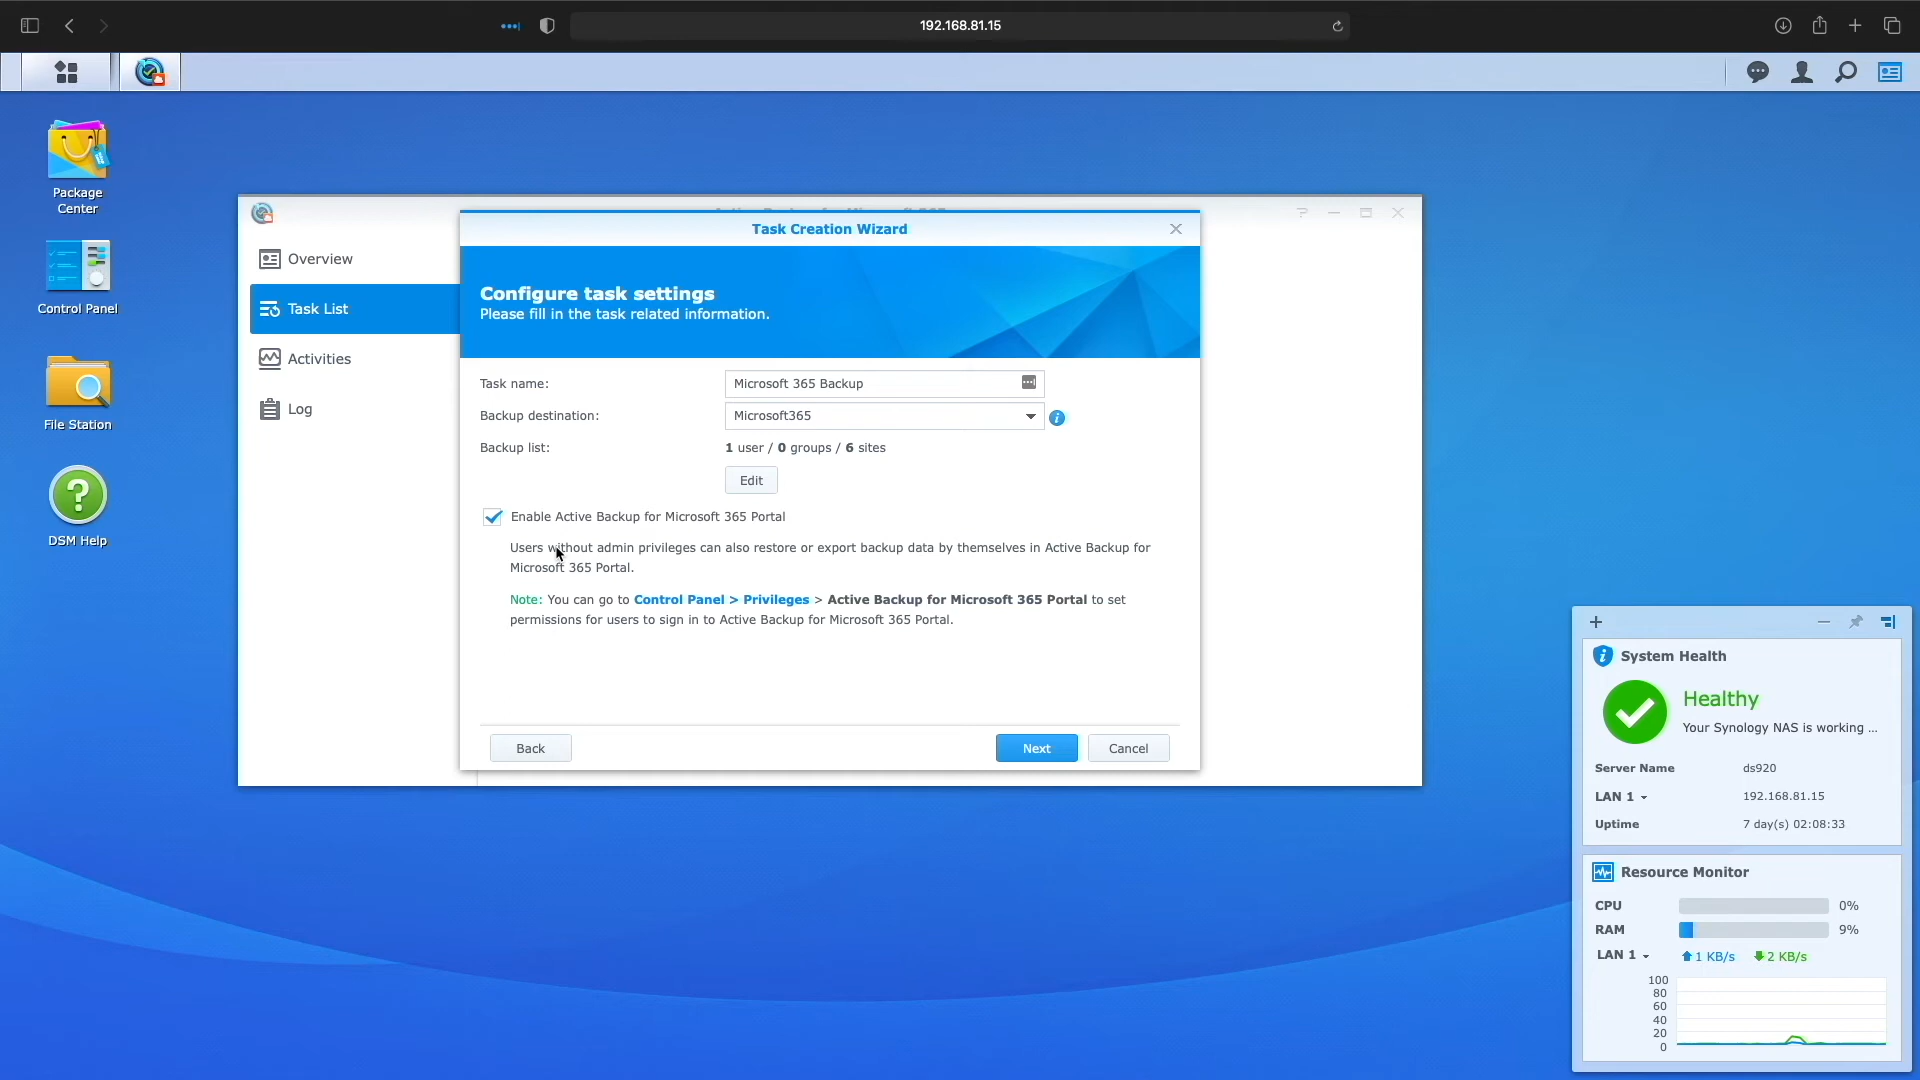 192.168.81.15
Package
Center
Control Panel
File Station
DSM Help
Overview
Task List
Activities
Log
Task Creation Wizard
Configure task settings
Please fill in the task related information.
Task name:
Microsoft 365 Backup
Backup destination:
Microsoft365
Backup list:
1 user / 0 groups / 6 sites
Edit
Enable Active Backup for Microsoft 365 Portal
Users without admin privileges can also restore or export backup data by themselves in Active Backup for
Microsoft 365 Portal.
Note: You can go to Control Panel > Privileges > Active Backup for Microsoft 365 Portal to set
permissions for users to sign in to Active Backup for Microsoft 365 Portal.
Back
Next
Cancel
System Health
Healthy
Your Synology NAS is working ...
Server Name ds920
LAN 1 192.168.81.15
Uptime 7 day(s) 02:08:33
Resource Monitor
CPU 0%
RAM 9%
LAN 1 1 KB/s 2 KB/s
100
80
60
40
20
0